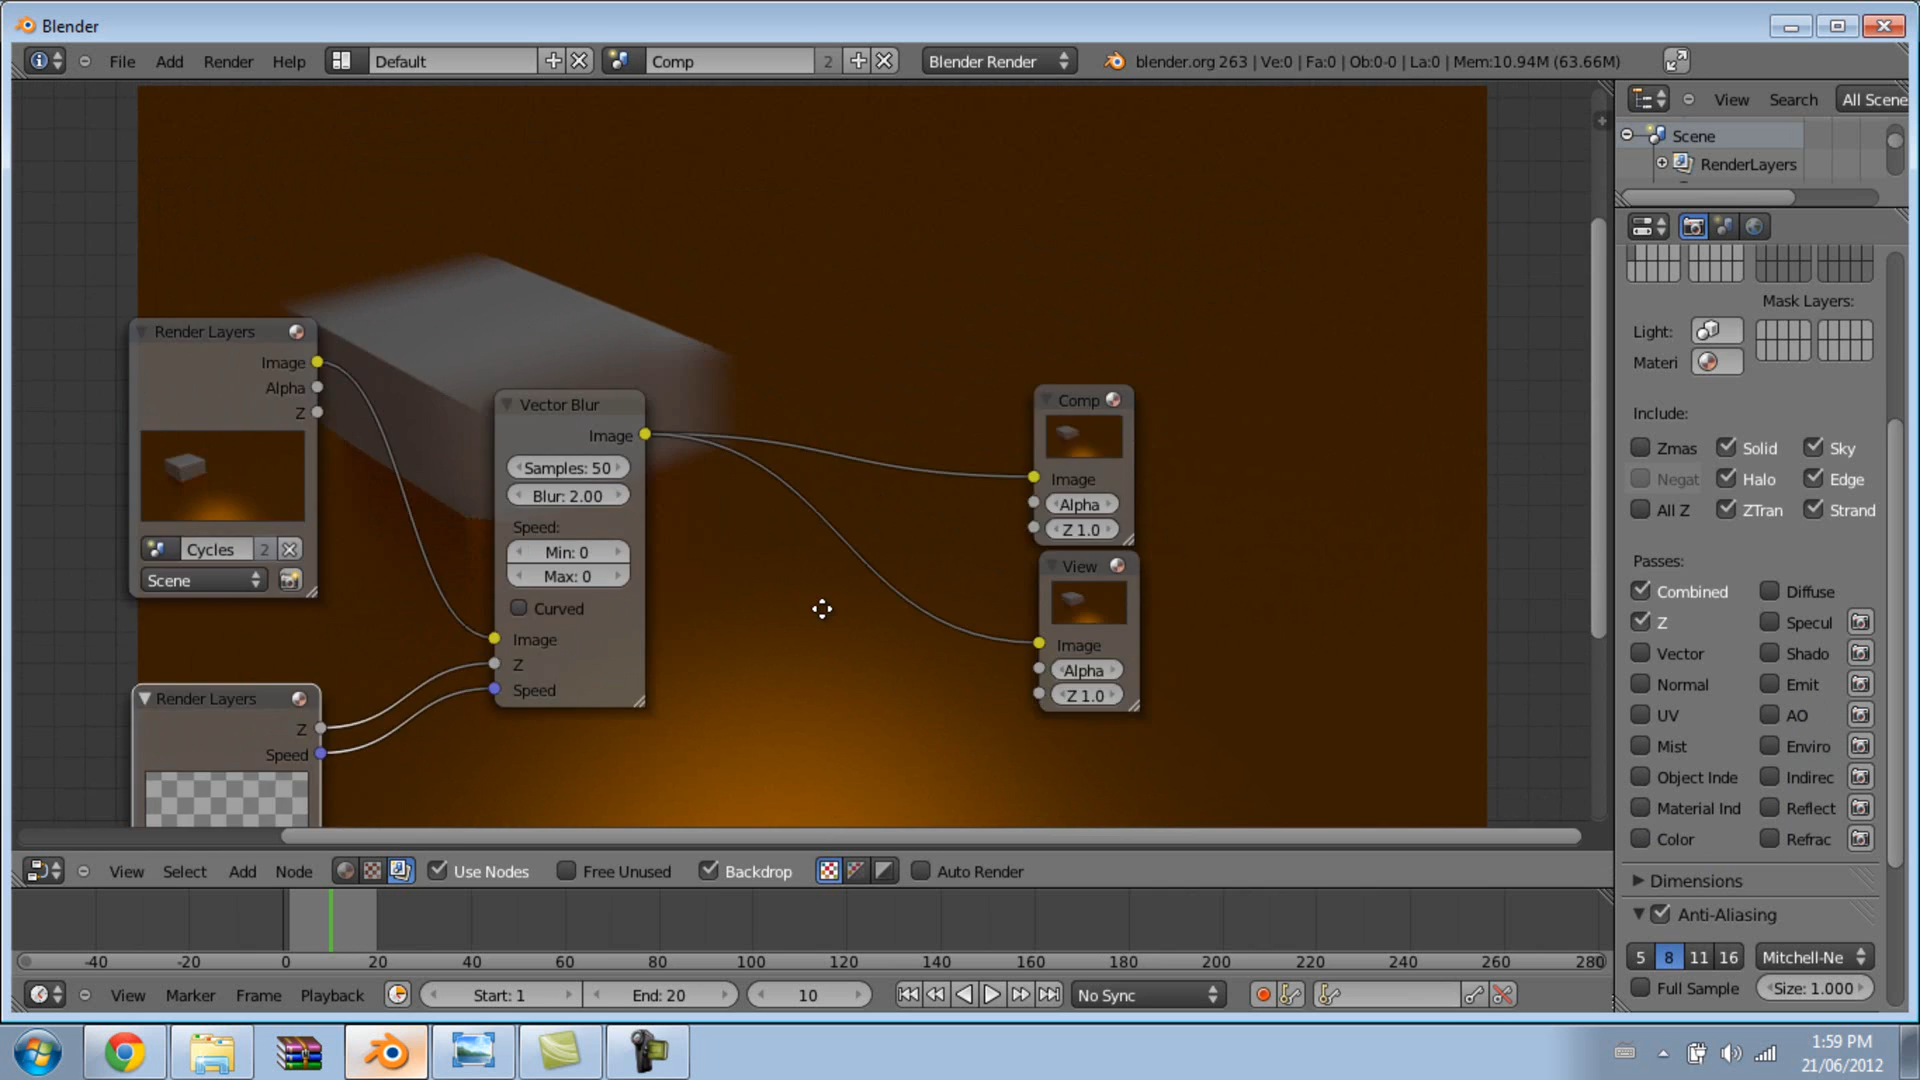 Blender
File Add Render Help Default Comp 2 Blender Render blender.org 263 | Ve:0 | Fa:0 | Ob:0-0 | La:0 | Mem:10.94M (63.66M)
View Search All Scene
Scene
RenderLayers
Mask Layers:
Light:
Materi
Include:
Zmas Solid Sky
Negat Halo Edge
All Z ZTran Strand
Passes:
Combined Diffuse
Z Specul
Vector Shado
Normal Emit
UV AO
Mist Enviro
Object Inde Indirec
Material Ind Reflect
Color Refrac
Dimensions
Anti-Aliasing
5 8 11 16 Mitchell-Ne
Full Sample Size: 1.000
Render Layers
Image
Alpha
Z
Cycles 2
Scene
Render Layers
Z
Speed
Vector Blur
Image
Samples: 50
Blur: 2.00
Speed:
Min: 0
Max: 0
Curved
Image
Z
Speed
Comp
Image
Alpha
Z 1.0
View
Image
Alpha
Z 1.0
View Select Add Node Use Nodes Free Unused Backdrop Auto Render
-40 -20 0 20 40 60 80 100 120 140 160 180 200 220 240 260 280
View Marker Frame Playback Start: 1 End: 20 10 No Sync
1:59 PM
21/06/2012